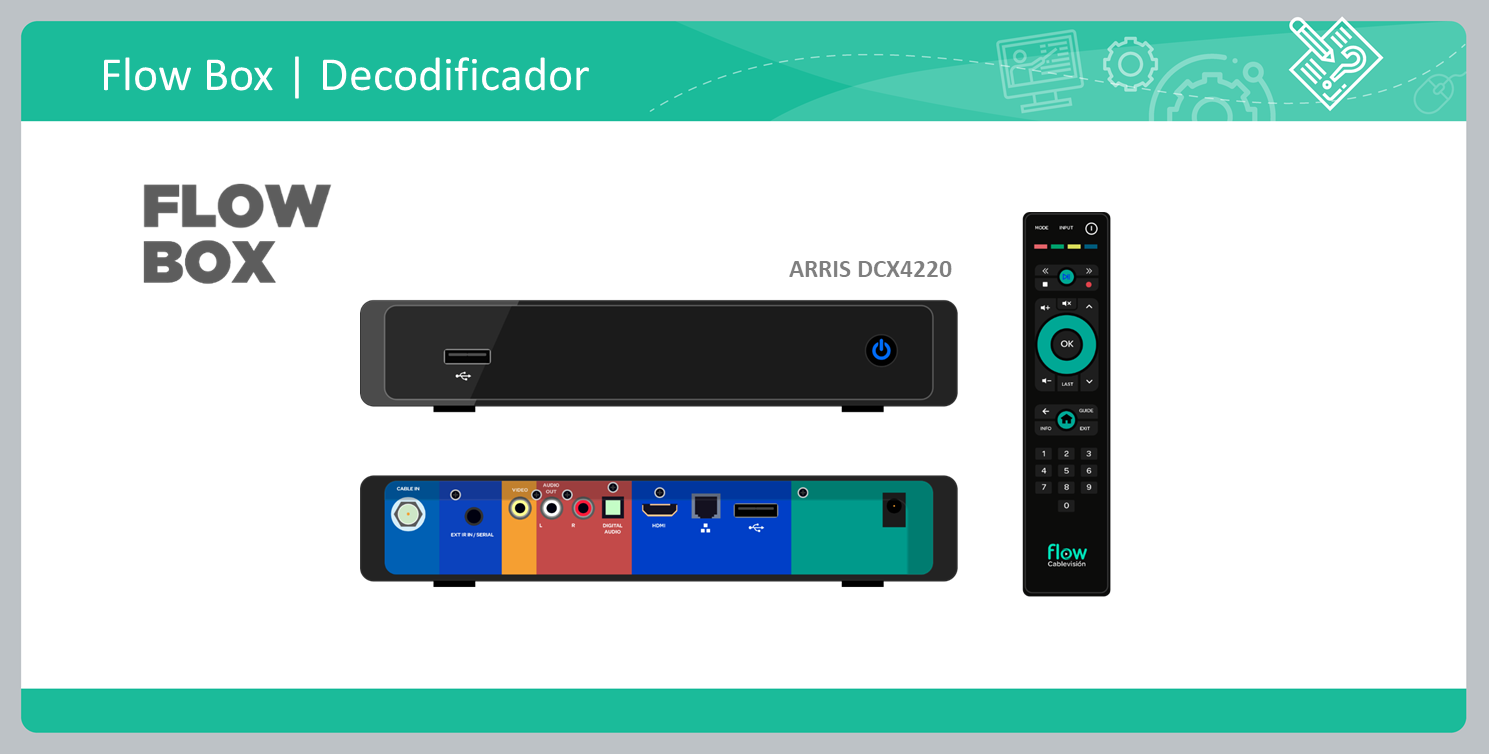 Flow Box | Decodificador
FLOW
BOX
ARRIS DCX4220
MODE INPUT
OK
LAST
GUIDE
INFO EXIT
1 2 3
4 5 6
7 8 9
0
flow
Cablevisión
CABLE IN
EXT IR IN / SERIAL
VIDEO
AUDIO
OUT
L R
DIGITAL
AUDIO
HDMI